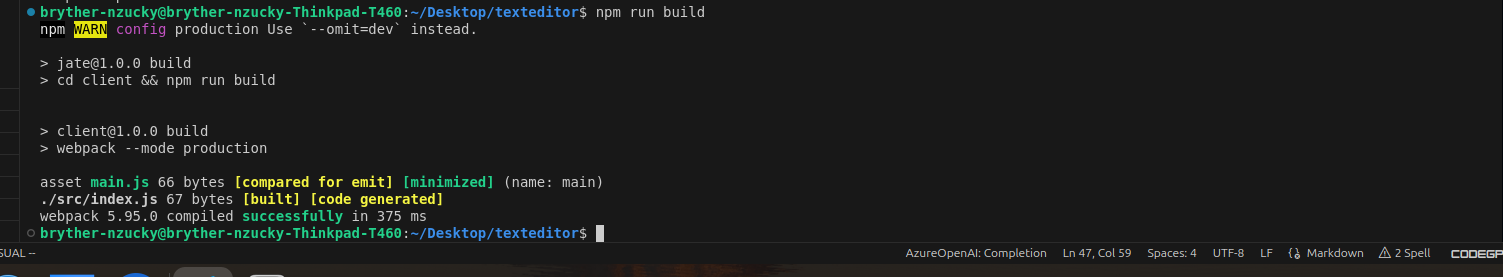 bryther-nzucky@bryther-nzucky-Thinkpad-T460:~/Desktop/texteditor$ npm run build
npm WARN config production Use `--omit=dev` instead.
> jate@1.0.0 build
> cd client && npm run build
> client@1.0.0 build
> webpack --mode production
asset main.js 66 bytes [compared for emit] [minimized] (name: main)
./src/index.js 67 bytes [built] [code generated]
webpack 5.95.0 compiled successfully in 375 ms
bryther-nzucky@bryther-nzucky-Thinkpad-T460:~/Desktop/texteditor$
SUAL -- AzureOpenAI: Completion Ln 47, Col 59 Spaces: 4 UTF-8 LF Markdown 2 Spell CODEGP